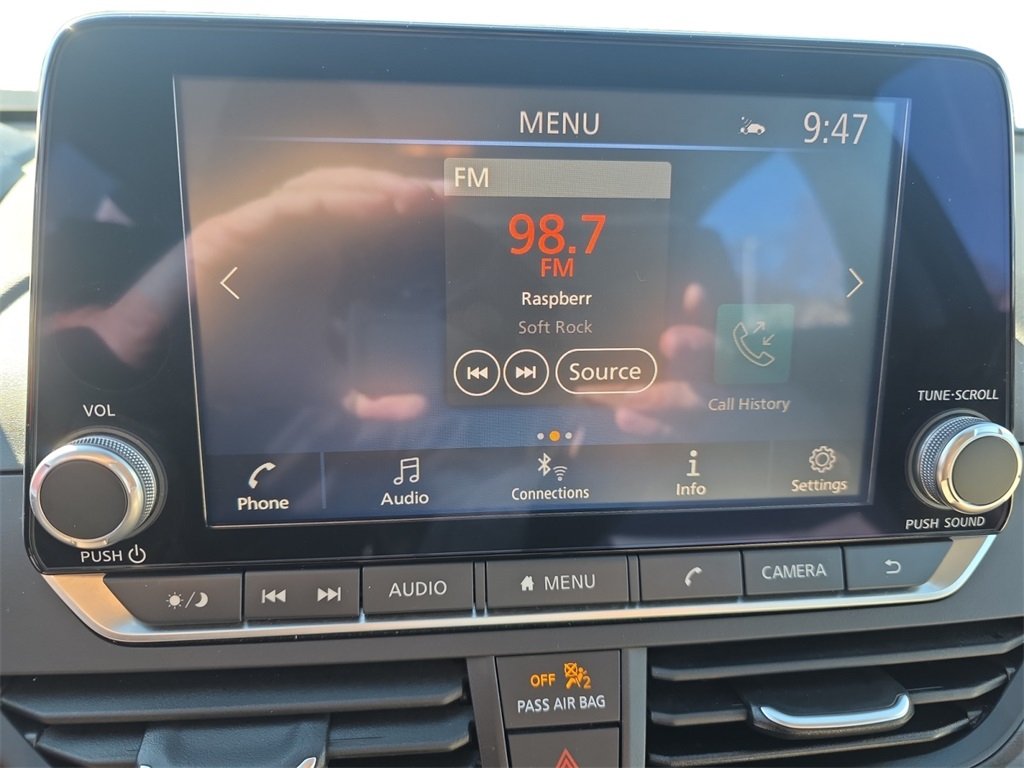 MENU
9:47
FM
98.7
FM
Raspberr
Soft Rock
Source
Call History
Phone
Audio
Connections
Info
Settings
VOL
PUSH
TUNE·SCROLL
PUSH SOUND
AUDIO
MENU
CAMERA
OFF 2
PASS AIR BAG